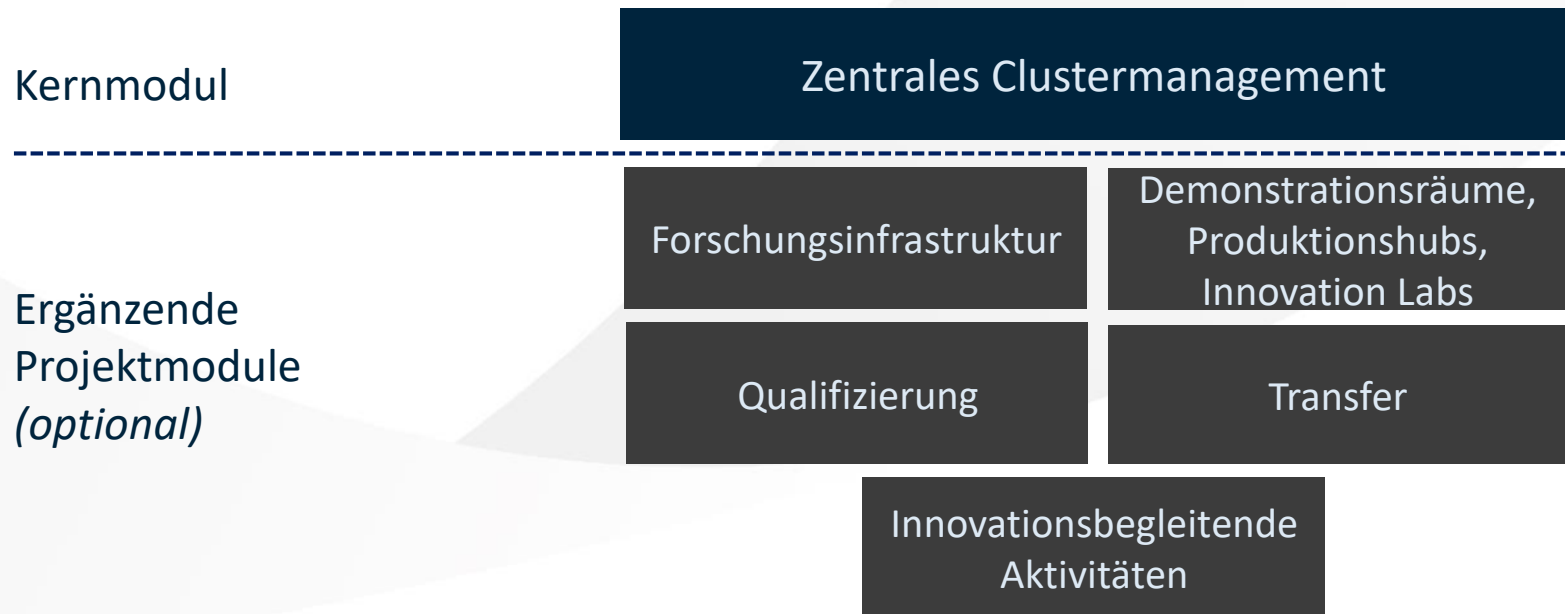 Kernmodul
Zentrales Clustermanagement
Ergänzende
Projektmodule
(optional)
Forschungsinfrastruktur
Demonstrationsräume,
Produktionshubs,
Innovation Labs
Qualifizierung
Transfer
Innovationsbegleitende
Aktivitäten